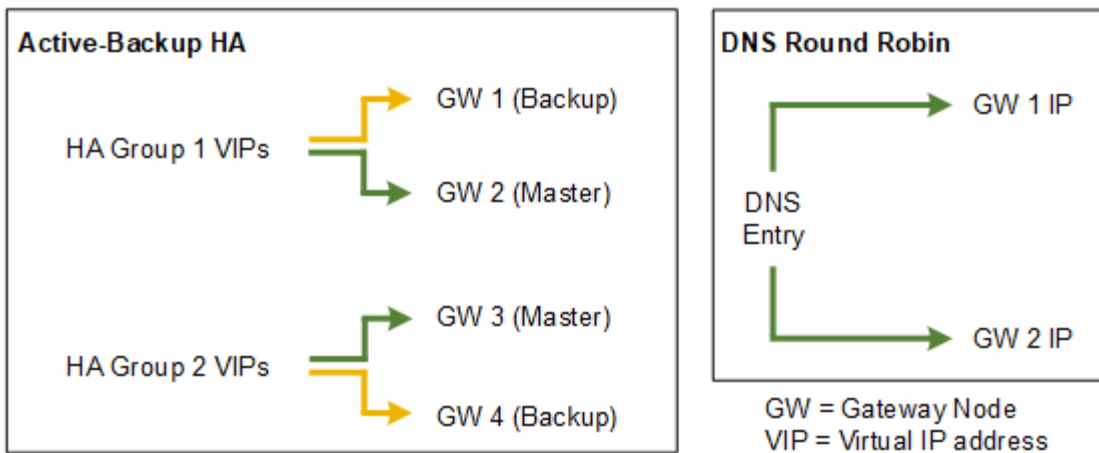 Active-Backup HA
GW 1 (Backup)
HA Group 1 VIPs
GW 2 (Master)
GW 3 (Master)
HA Group 2 VIPs
GW 4 (Backup)
DNS Round Robin
GW 1 IP
DNS
Entry
GW 2 IP
GW = Gateway Node
VIP = Virtual IP address